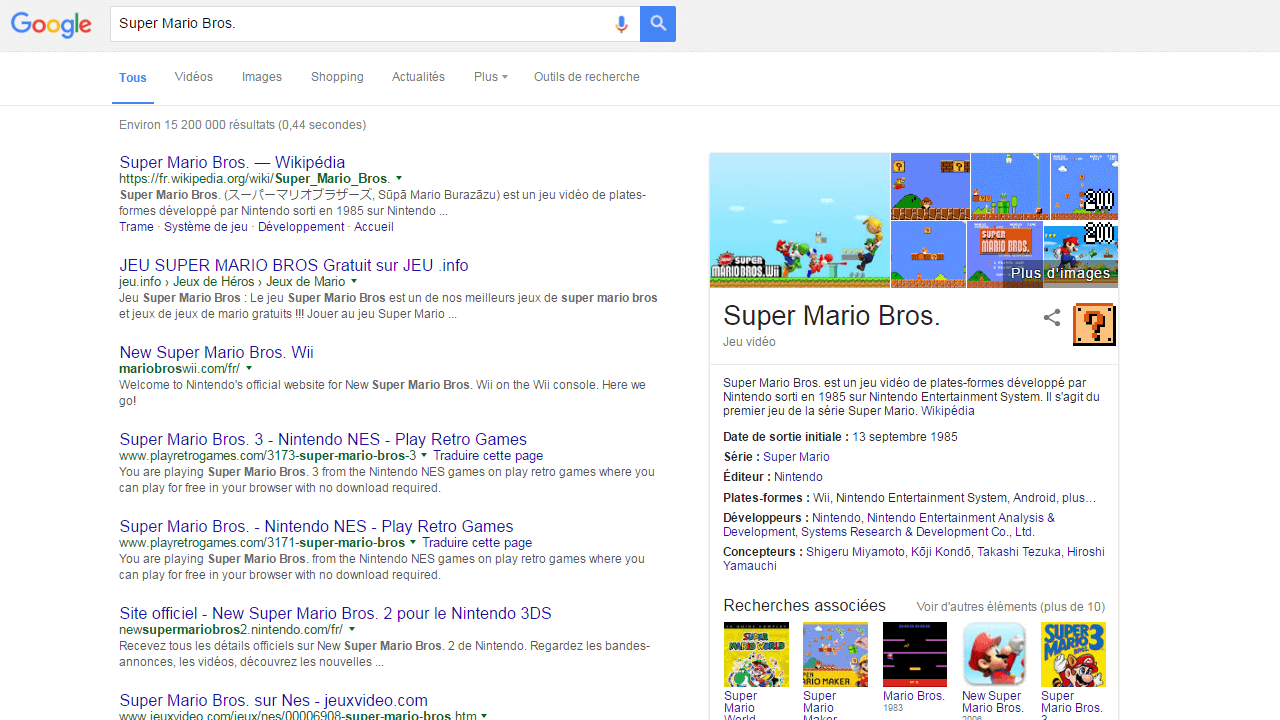 Google
Super Mario Bros.
Tous Vidéos Images Shopping Actualités Plus Outils de recherche
Environ 15 200 000 résultats (0,44 secondes)
Super Mario Bros. — Wikipédia
https://fr.wikipedia.org/wiki/Super_Mario_Bros.
Super Mario Bros. (スーパーマリオブラザーズ, Sūpā Mario Burazāzu) est un jeu vidéo de plates-
formes développé par Nintendo sorti en 1985 sur Nintendo ...
Trame · Système de jeu · Développement · Accueil
JEU SUPER MARIO BROS Gratuit sur JEU .info
jeu.info › Jeux de Héros › Jeux de Mario
Jeu Super Mario Bros : Le jeu Super Mario Bros est un de nos meilleurs jeux de super mario bros
et jeux de jeux de mario gratuits !!! Jouer au jeu Super Mario ...
New Super Mario Bros. Wii
mariobroswii.com/fr/
Welcome to Nintendo's official website for New Super Mario Bros. Wii on the Wii console. Here we
go!
Super Mario Bros. 3 - Nintendo NES - Play Retro Games
www.playretrogames.com/3173-super-mario-bros-3 Traduire cette page
You are playing Super Mario Bros. 3 from the Nintendo NES games on play retro games where you
can play for free in your browser with no download required.
Super Mario Bros. - Nintendo NES - Play Retro Games
www.playretrogames.com/3171-super-mario-bros Traduire cette page
You are playing Super Mario Bros. from the Nintendo NES games on play retro games where you
can play for free in your browser with no download required.
Site officiel - New Super Mario Bros. 2 pour le Nintendo 3DS
newsupermariobros2.nintendo.com/fr/
Recevez tous les détails officiels sur New Super Mario Bros. 2 de Nintendo. Regardez les bandes-
annonces, les vidéos, découvrez les nouvelles ...
Super Mario Bros. sur Nes - jeuxvideo.com
www.jeuxvideo.com/jeux/nes/00006908-super-mario-bros.htm
NEW SUPER
MARIO BROS.Wii
200
SUPER
MARIO BROS.
200
Plus d'images
Super Mario Bros.
Jeu vidéo
?
Super Mario Bros. est un jeu vidéo de plates-formes développé par
Nintendo sorti en 1985 sur Nintendo Entertainment System. Il s'agit du
premier jeu de la série Super Mario. Wikipédia
Date de sortie initiale : 13 septembre 1985
Série : Super Mario
Éditeur : Nintendo
Plates-formes : Wii, Nintendo Entertainment System, Android, plus…
Développeurs : Nintendo, Nintendo Entertainment Analysis &
Development, Systems Research & Development Co., Ltd.
Concepteurs : Shigeru Miyamoto, Kōji Kondō, Takashi Tezuka, Hiroshi
Yamauchi
Recherches associées Voir d'autres éléments (plus de 10)
LE GUIDE COMPLET
SUPER
MARIO WORLD
MARIO MAKER
SUPER
MARIO
BROS. 3
Super
Mario
World
Super
Mario
Maker
Mario Bros.
1983
New Super
Mario Bros.
2006
Super
Mario Bros.
3